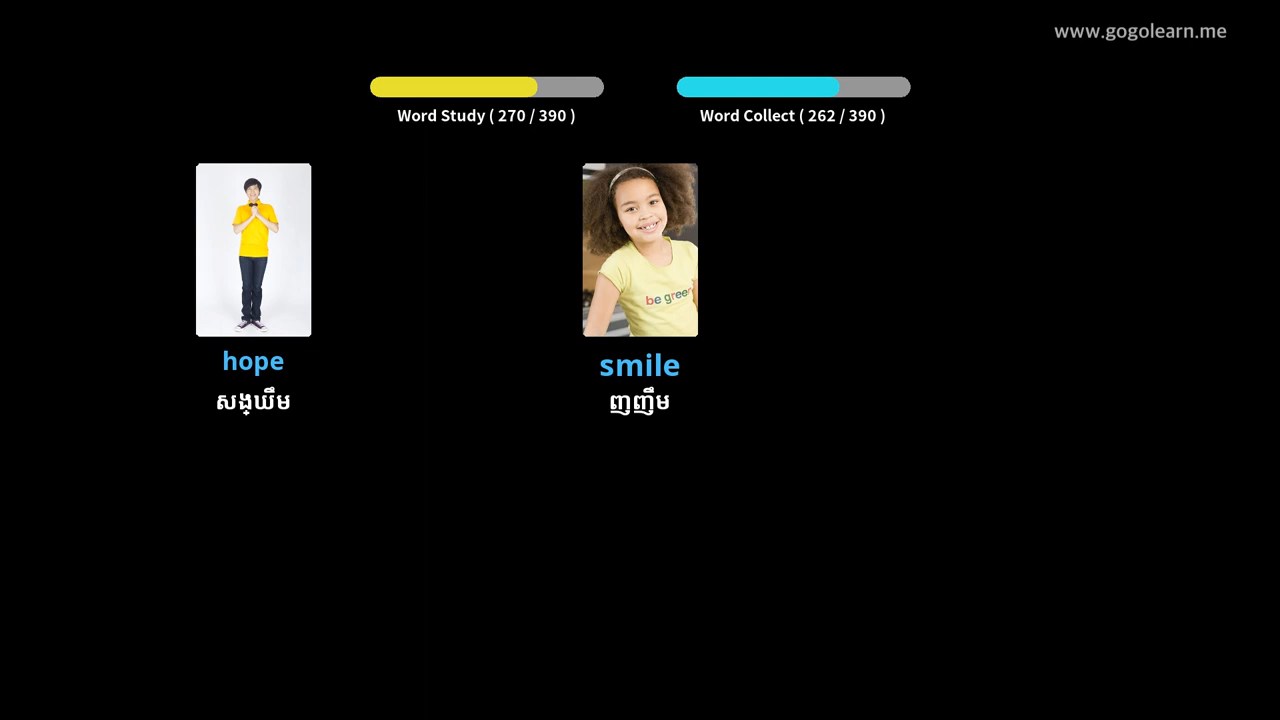 www.gogolearn.me
Word Study ( 270 / 390 )
Word Collect ( 262 / 390 )
be green
hope
smile
សង្ឃឹម
ញញឹម